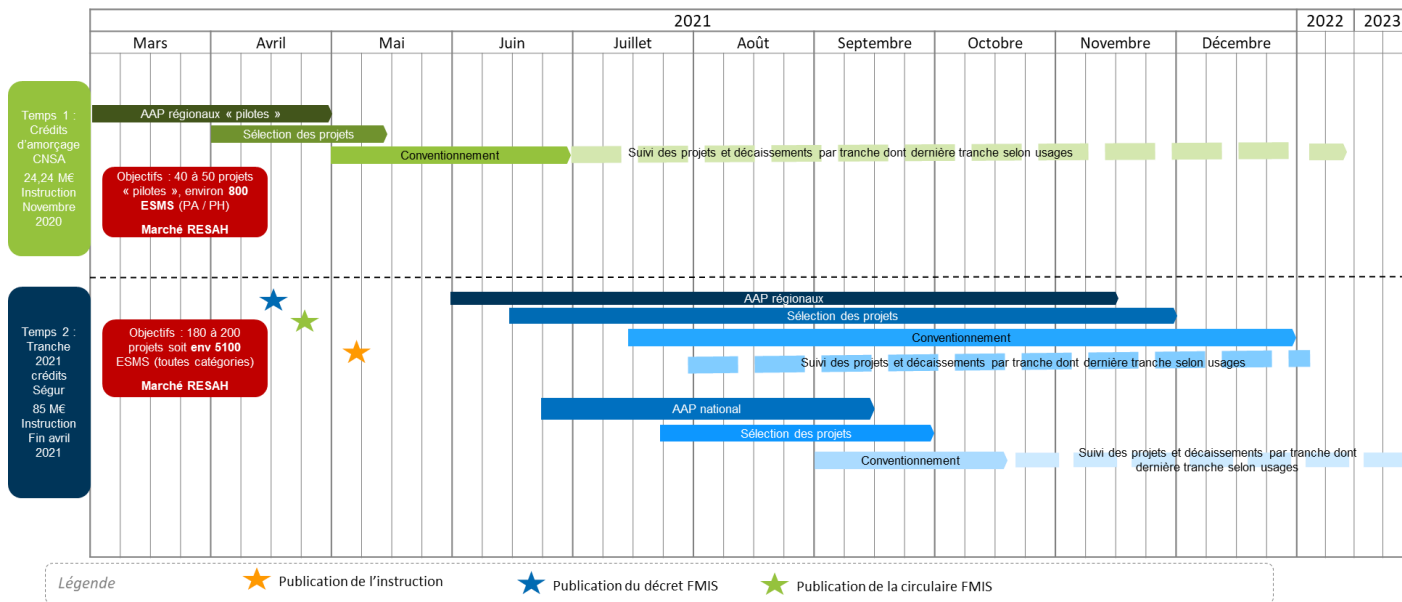 2021
2022
2023
Mars
Avril
Mai
Juin
Juillet
Août
Septembre
Octobre
Novembre
Décembre
Temps 1 :
Crédits
d'amorçage
CNSA
24,24 M€
Instruction
Novembre
2020
AAP régionaux « pilotes »
Sélection des projets
Conventionnement
Suivi des projets et décaissements par tranche dont dernière tranche selon usages
Objectifs : 40 à 50 projets
« pilotes », environ 800
ESMS (PA / PH)
Marché RESAH
Temps 2 :
Tranche
2021
crédits
Ségur
85 M€
Instruction
Fin avril
2021
Objectifs : 180 à 200
projets soit env 5100
ESMS (toutes catégories)
Marché RESAH
AAP régionaux
Sélection des projets
Conventionnement
Suivi des projets et décaissements par tranche dont dernière tranche selon usages
AAP national
Sélection des projets
Conventionnement
Suivi des projets et décaissements par tranche dont
dernière tranche selon usages
Légende
Publication de l'instruction
Publication du décret FMIS
Publication de la circulaire FMIS